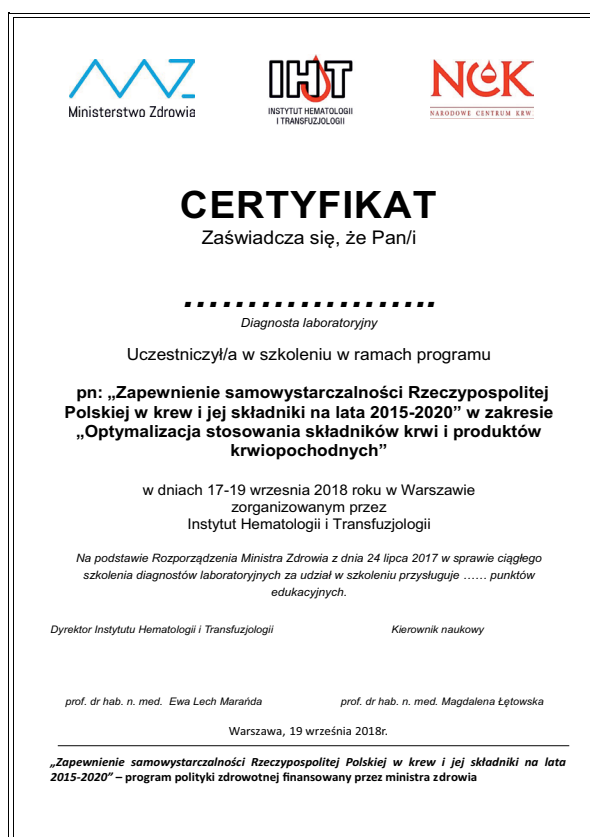 Ministerstwo Zdrowia
IHT
INSTYTUT HEMATOLOGII
I TRANSFUZJOLOGII
NCK
NARODOWE CENTRUM KRWI
CERTYFIKAT
Zaświadcza się, że Pan/i
.....................
Diagnosta laboratoryjny
Uczestniczył/a w szkoleniu w ramach programu
pn: „Zapewnienie samowystarczalności Rzeczypospolitej
Polskiej w krew i jej składniki na lata 2015-2020” w zakresie
„Optymalizacja stosowania składników krwi i produktów
krwiopochodnych”
w dniach 17-19 wrzesnia 2018 roku w Warszawie
zorganizowanym przez
Instytut Hematologii i Transfuzjologii
Na podstawie Rozporządzenia Ministra Zdrowia z dnia 24 lipca 2017 w sprawie ciągłego
szkolenia diagnostów laboratoryjnych za udział w szkoleniu przysługuje …… punktów
edukacyjnych.
Dyrektor Instytutu Hematologii i Transfuzjologii Kierownik naukowy
prof. dr hab. n. med. Ewa Lech Marańda prof. dr hab. n. med. Magdalena Łętowska
Warszawa, 19 września 2018r.
„Zapewnienie samowystarczalności Rzeczypospolitej Polskiej w krew i jej składniki na lata
2015-2020” – program polityki zdrowotnej finansowany przez ministra zdrowia